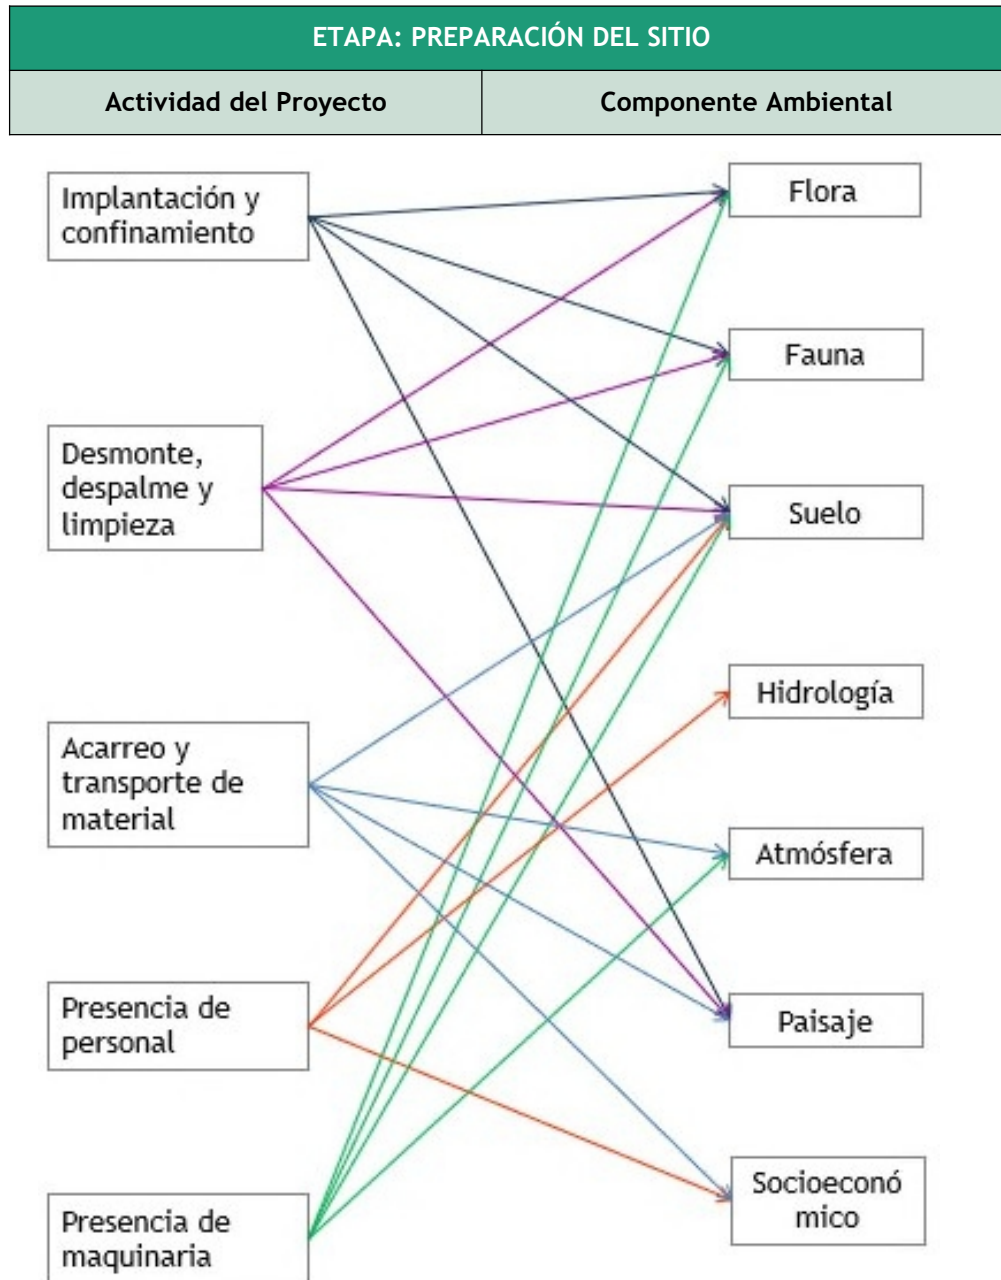 ETAPA: PREPARACIÓN DEL SITIO
Actividad del Proyecto
Componente Ambiental
Implantación y
confinamiento
Desmonte,
despalme y
limpieza
Acarreo y
transporte de
material
Presencia de
personal
Presencia de
maquinaria
Flora
Fauna
Suelo
Hidrología
Atmósfera
Paisaje
Socioeconó
mico